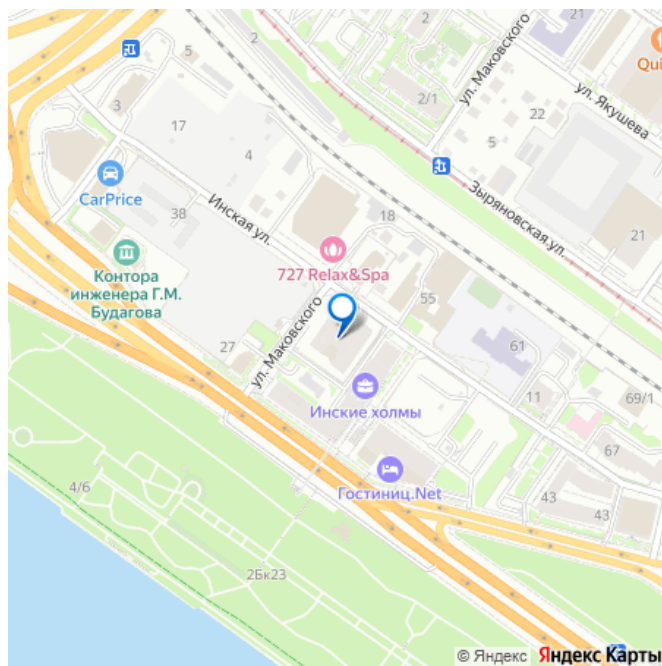 2
21
Qui
ул. Маковского
5
2
2/1
ул. Якушева
3
22
17
5
4
CarPrice
Зыряновская ул.
38
Инская ул.
18
21
Контора
инженера Г.М.
Будагова
727 Relax&Spa
55
27
ул. Маковского
61
Инские холмы
11
69/1
67
Гостиниц.Net
43
43
4/6
2Бк23
© Яндекс Яндекс Карты